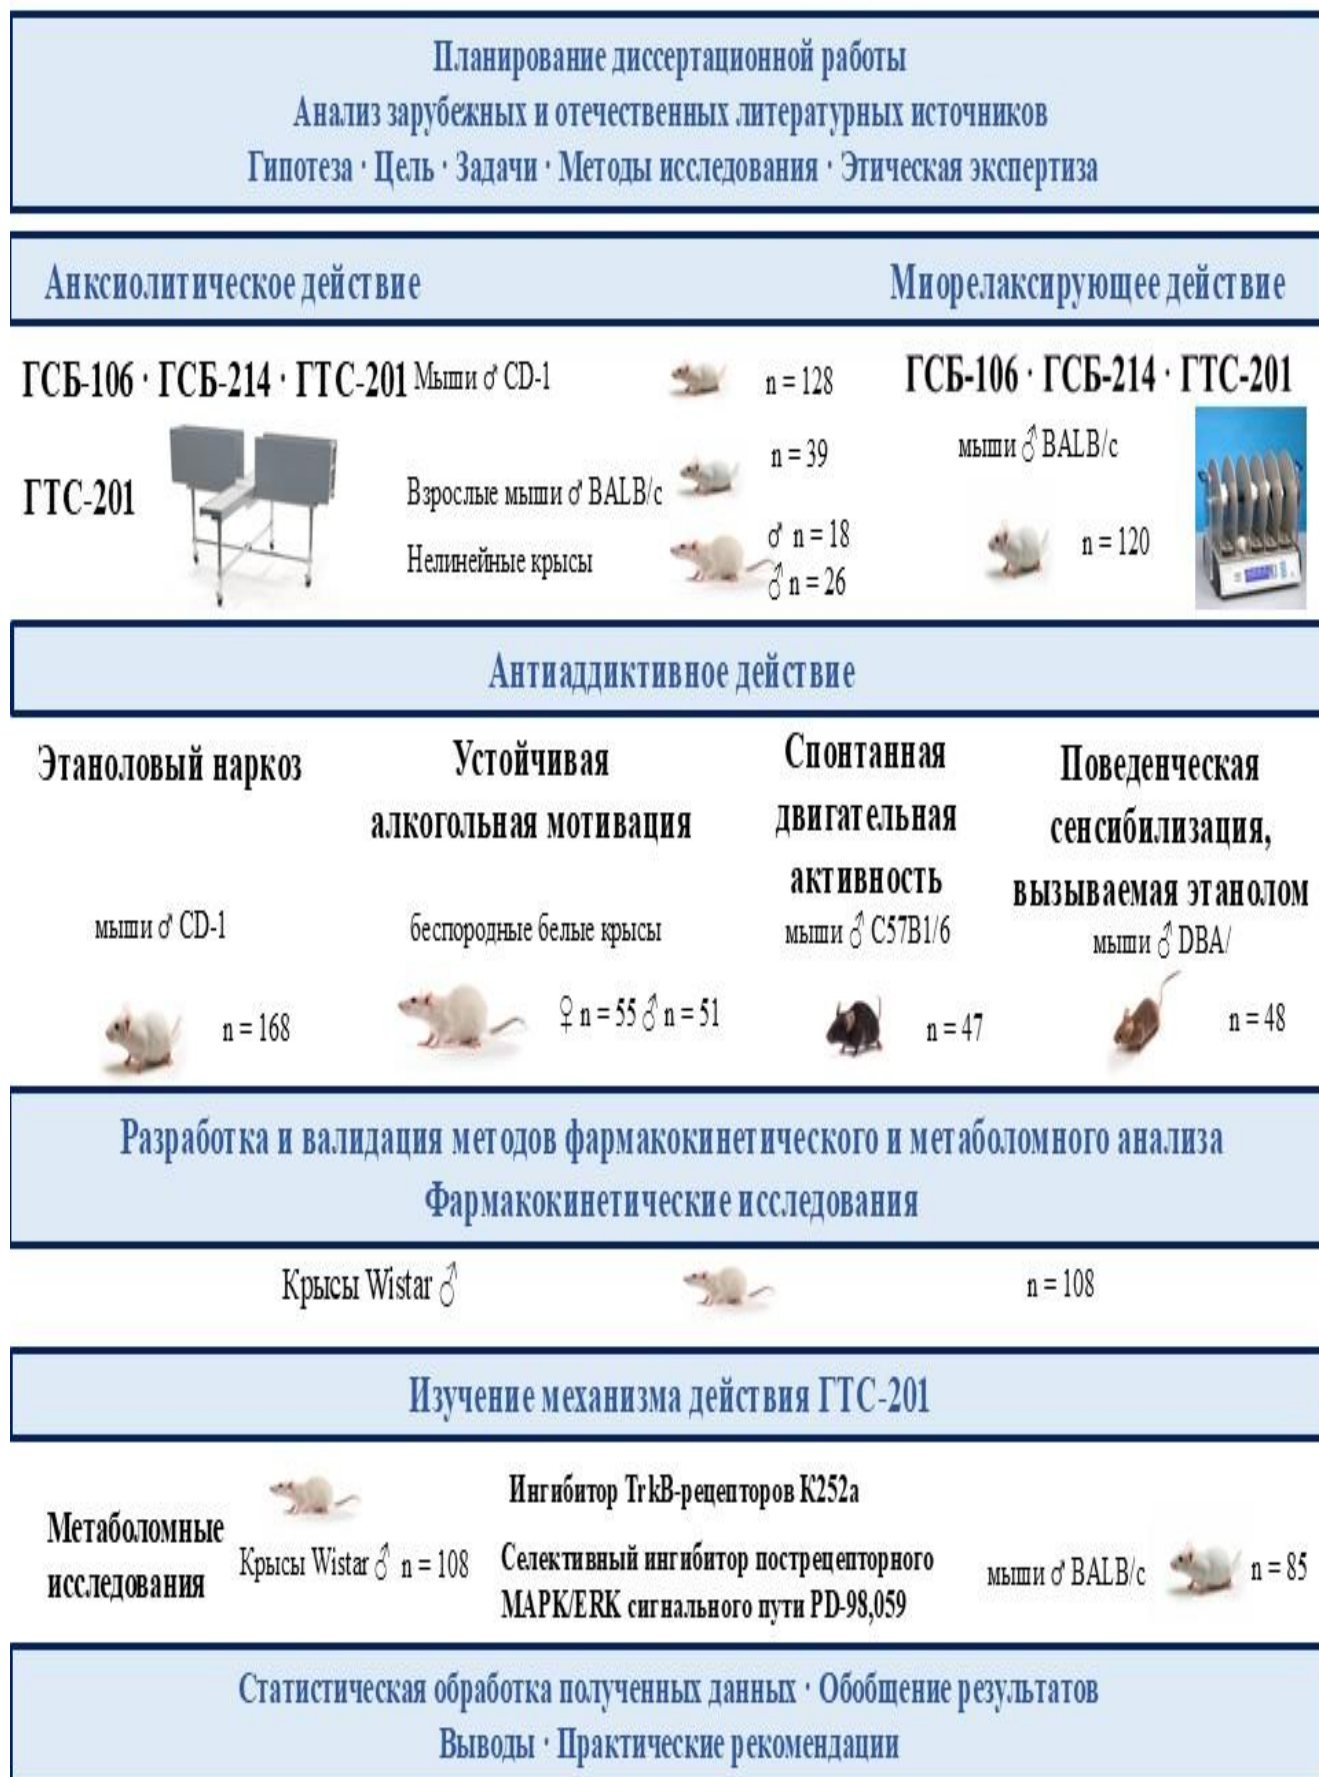 Планирование диссертационной работы
Анализ зарубежных и отечественных литературных источников
Гипотеза · Цель · Задачи · Методы исследования · Этическая экспертиза
Анксиолитическое действие
Миорелаксирующее действие
ГСБ-106 · ГСБ-214 · ГТС-201 Мыши ♂ CD-1 n = 128
ГТС-201
n = 39
Взрослые мыши ♂ BALB/c
Нелинейные крысы
♂ n = 18
♂ n = 26
ГСБ-106 · ГСБ-214 · ГТС-201
мыши ♂ BALB/c
n = 120
Антиаддиктивное действие
Этаноловый наркоз
мыши ♂ CD-1
n = 168
Устойчивая
алкогольная мотивация
беспородные белые крысы
♀ n = 55 ♂ n = 51
Спонтанная
двигательная
активность
мыши ♂ C57B1/6
n = 47
Поведенческая
сенсибилизация,
вызываемая этанолом
мыши ♂ DBA/
n = 48
Разработка и валидация методов фармакокинетического и метаболомного анализа
Фармакокинетические исследования
Крысы Wistar ♂ n = 108
Изучение механизма действия ГТС-201
Метаболомные
исследования
Крысы Wistar ♂ n = 108
Ингибитор TrkB-рецепторов K252a
Селективный ингибитор пострецепторного
MAPK/ERK сигнального пути PD-98,059
мыши ♂ BALB/c n = 85
Статистическая обработка полученных данных · Обобщение результатов
Выводы · Практические рекомендации